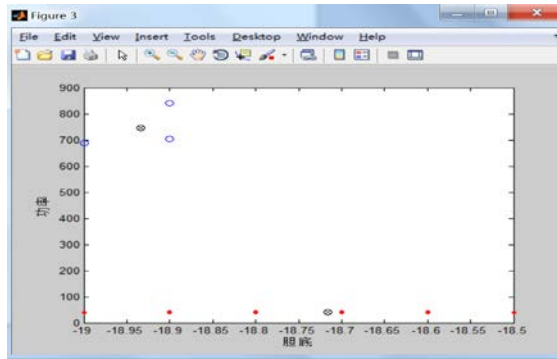 Figure 3
File Edit View Insert Tools Desktop Window Help
900
800
700
600
500
400
300
200
100
0
功率
-19 -18.95 -18.9 -18.85 -18.8 -18.75 -18.7 -18.65 -18.6 -18.55 -18.5
胆底